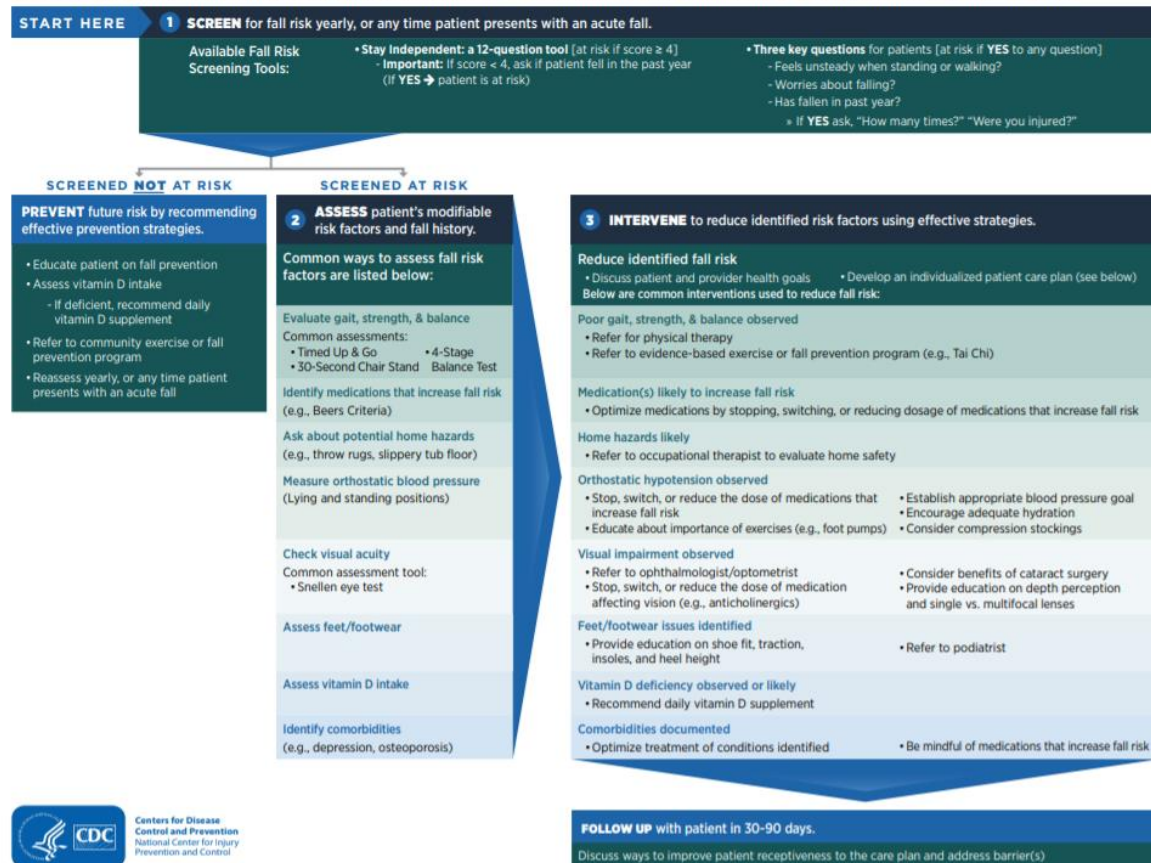 START HERE
1 SCREEN for fall risk yearly, or any time patient presents with an acute fall.
Available Fall Risk
Screening Tools:
• Stay Independent: a 12-question tool [at risk if score ≥ 4]
- Important: If score < 4, ask if patient fell in the past year
(If YES → patient is at risk)
• Three key questions for patients [at risk if YES to any question]
- Feels unsteady when standing or walking?
- Worries about falling?
- Has fallen in past year?
» If YES ask, “How many times?” “Were you injured?”
SCREENED NOT AT RISK
PREVENT future risk by recommending
effective prevention strategies.
• Educate patient on fall prevention
• Assess vitamin D intake
- If deficient, recommend daily
vitamin D supplement
• Refer to community exercise or fall
prevention program
• Reassess yearly, or any time patient
presents with an acute fall
SCREENED AT RISK
2 ASSESS patient’s modifiable
risk factors and fall history.
Common ways to assess fall risk
factors are listed below:
Evaluate gait, strength, & balance
Common assessments:
• Timed Up & Go • 4-Stage
• 30-Second Chair Stand Balance Test
Identify medications that increase fall risk
(e.g., Beers Criteria)
Ask about potential home hazards
(e.g., throw rugs, slippery tub floor)
Measure orthostatic blood pressure
(Lying and standing positions)
Check visual acuity
Common assessment tool:
• Snellen eye test
Assess feet/footwear
Assess vitamin D intake
Identify comorbidities
(e.g., depression, osteoporosis)
3 INTERVENE to reduce identified risk factors using effective strategies.
Reduce identified fall risk
• Discuss patient and provider health goals • Develop an individualized patient care plan (see below)
Below are common interventions used to reduce fall risk:
Poor gait, strength, & balance observed
• Refer for physical therapy
• Refer to evidence-based exercise or fall prevention program (e.g., Tai Chi)
Medication(s) likely to increase fall risk
• Optimize medications by stopping, switching, or reducing dosage of medications that increase fall risk
Home hazards likely
• Refer to occupational therapist to evaluate home safety
Orthostatic hypotension observed
• Stop, switch, or reduce the dose of medications that
increase fall risk
• Educate about importance of exercises (e.g., foot pumps)
• Establish appropriate blood pressure goal
• Encourage adequate hydration
• Consider compression stockings
Visual impairment observed
• Refer to ophthalmologist/optometrist
• Stop, switch, or reduce the dose of medication
affecting vision (e.g., anticholinergics)
• Consider benefits of cataract surgery
• Provide education on depth perception
and single vs. multifocal lenses
Feet/footwear issues identified
• Provide education on shoe fit, traction,
insoles, and heel height
• Refer to podiatrist
Vitamin D deficiency observed or likely
• Recommend daily vitamin D supplement
Comorbidities documented
• Optimize treatment of conditions identified
• Be mindful of medications that increase fall risk
FOLLOW UP with patient in 30-90 days.
Discuss ways to improve patient receptiveness to the care plan and address barrier(s)
CDC
Centers for Disease
Control and Prevention
National Center for Injury
Prevention and Control